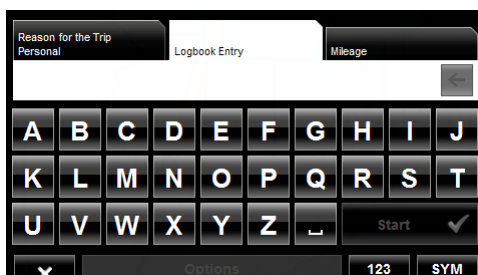 Reason for the Trip
Personal
Logbook Entry
Mileage
A B C D E F G H I J
K L M N O P Q R S T
U V W X Y Z Start
Options 123 SYM